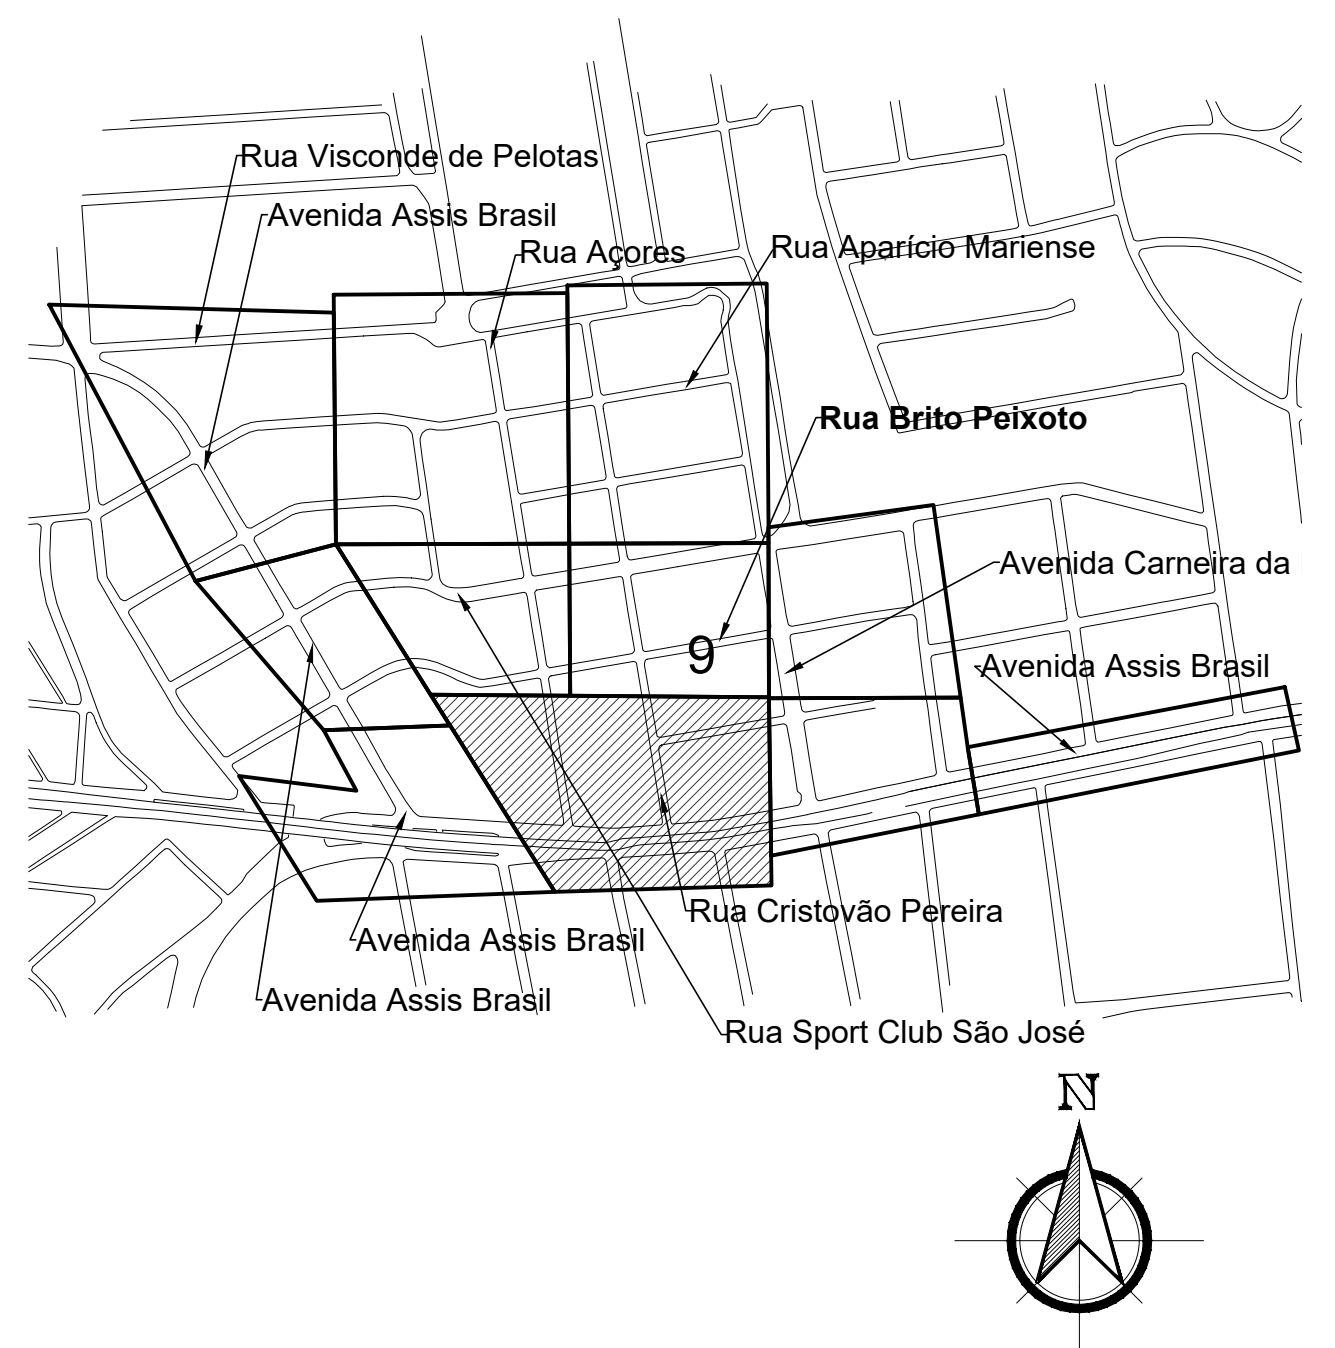 Rua Visconde de Pelotas
Avenida Assis Brasil
Rua Açores
Rua Aparício Mariense
Rua Brito Peixoto
Avenida Carneira da
9
Avenida Assis Brasil
Rua Cristovão Pereira
Avenida Assis Brasil
Avenida Assis Brasil
Rua Sport Club São José
N